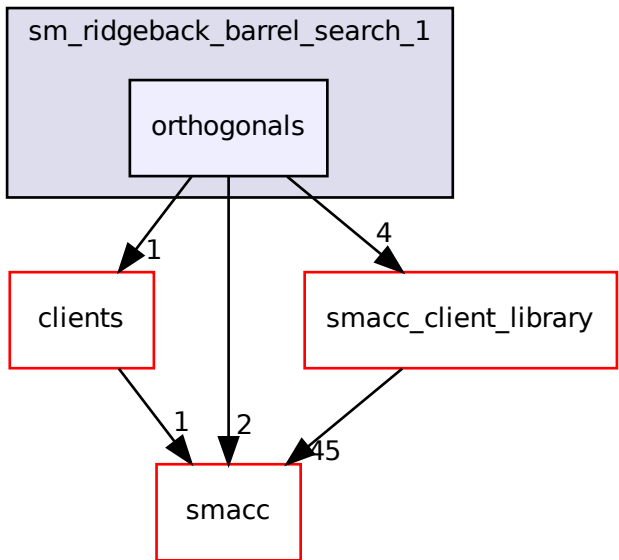 sm_ridgeback_barrel_search_1
orthogonals
1
4
clients
smacc_client_library
1
2
45
smacc